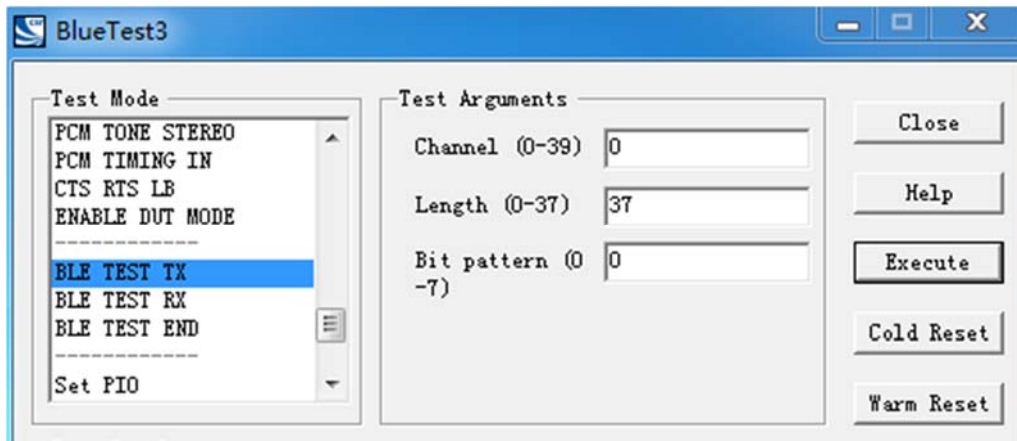 CSR
BlueTest3
Test Mode
PCM TONE STEREO
PCM TIMING IN
CTS RTS LB
ENABLE DUT MODE
-------------
BLE TEST TX
BLE TEST RX
BLE TEST END
-------------
Set PIO
Test Arguments
Channel (0-39) 0
Length (0-37) 37
Bit pattern (0 0
-7)
Close
Help
Execute
Cold Reset
Warm Reset